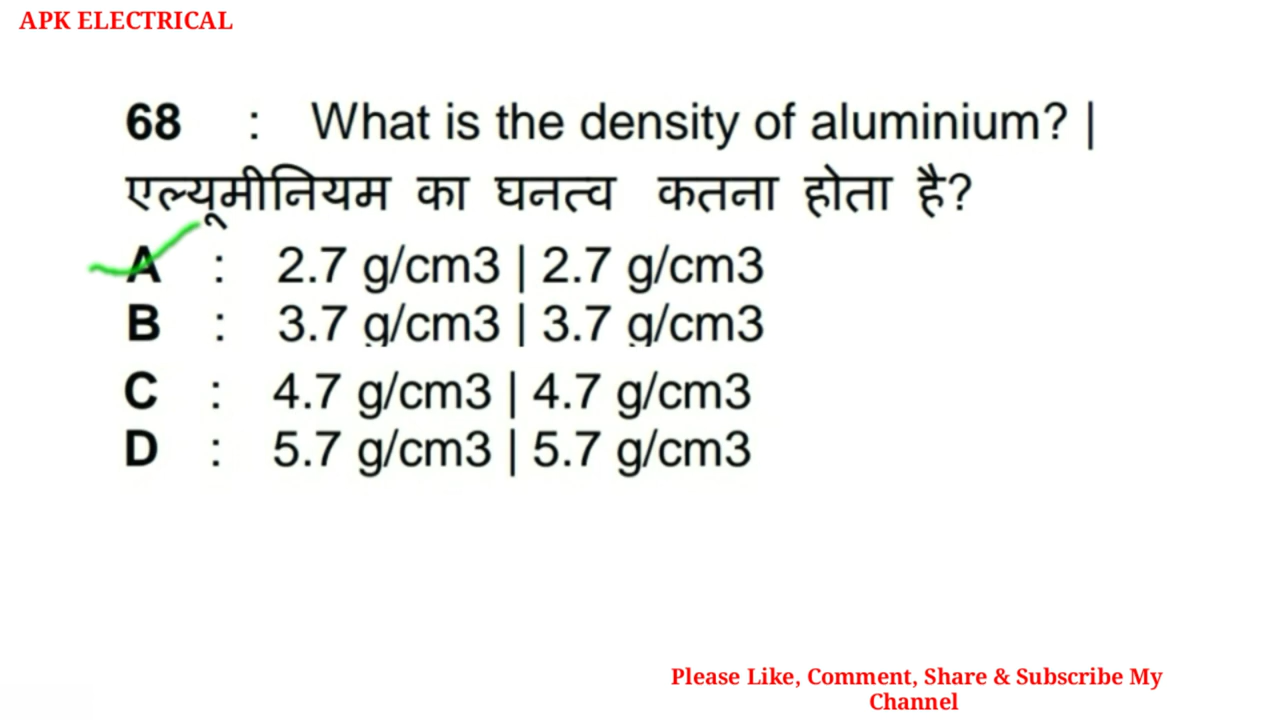 APK ELECTRICAL
68 : What is the density of aluminium? |
एल्यूमीनियम का घनत्व कतना होता है?
A : 2.7 g/cm3 | 2.7 g/cm3
B : 3.7 g/cm3 | 3.7 g/cm3
C : 4.7 g/cm3 | 4.7 g/cm3
D : 5.7 g/cm3 | 5.7 g/cm3
Please Like, Comment, Share & Subscribe My
Channel